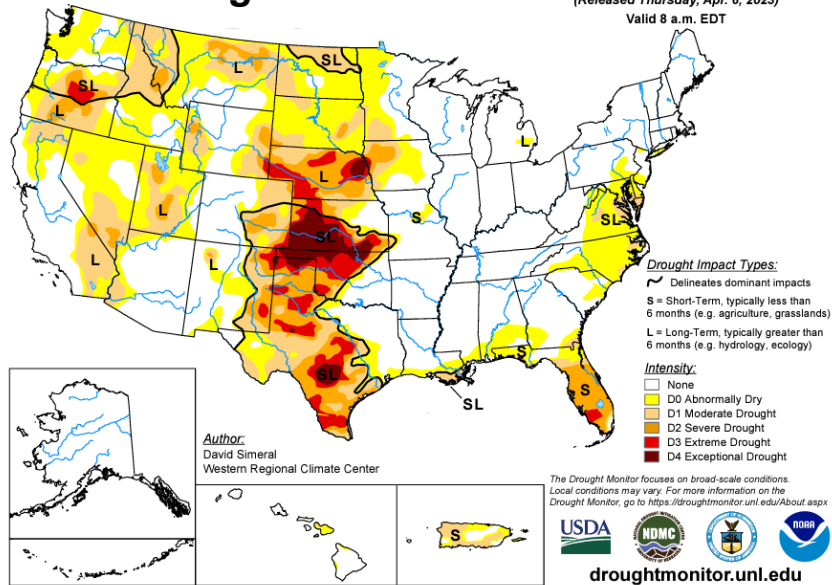 (Released Thursday, Apr. 6, 2023)
Valid 8 a.m. EDT
SL
L
SL
SL
L
L
L
L
L
L
SL
S
SL
L
SL
S
S
SL
S
Drought Impact Types:
Delineates dominant impacts
S = Short-Term, typically less than
6 months (e.g. agriculture, grasslands)
L = Long-Term, typically greater than
6 months (e.g. hydrology, ecology)
Intensity:
None
D0 Abnormally Dry
D1 Moderate Drought
D2 Severe Drought
D3 Extreme Drought
D4 Exceptional Drought
Author:
David Simeral
Western Regional Climate Center
The Drought Monitor focuses on broad-scale conditions.
Local conditions may vary. For more information on the
Drought Monitor, go to https://droughtmonitor.unl.edu/About.aspx
USDA
NDMC
NOAA
droughtmonitor.unl.edu